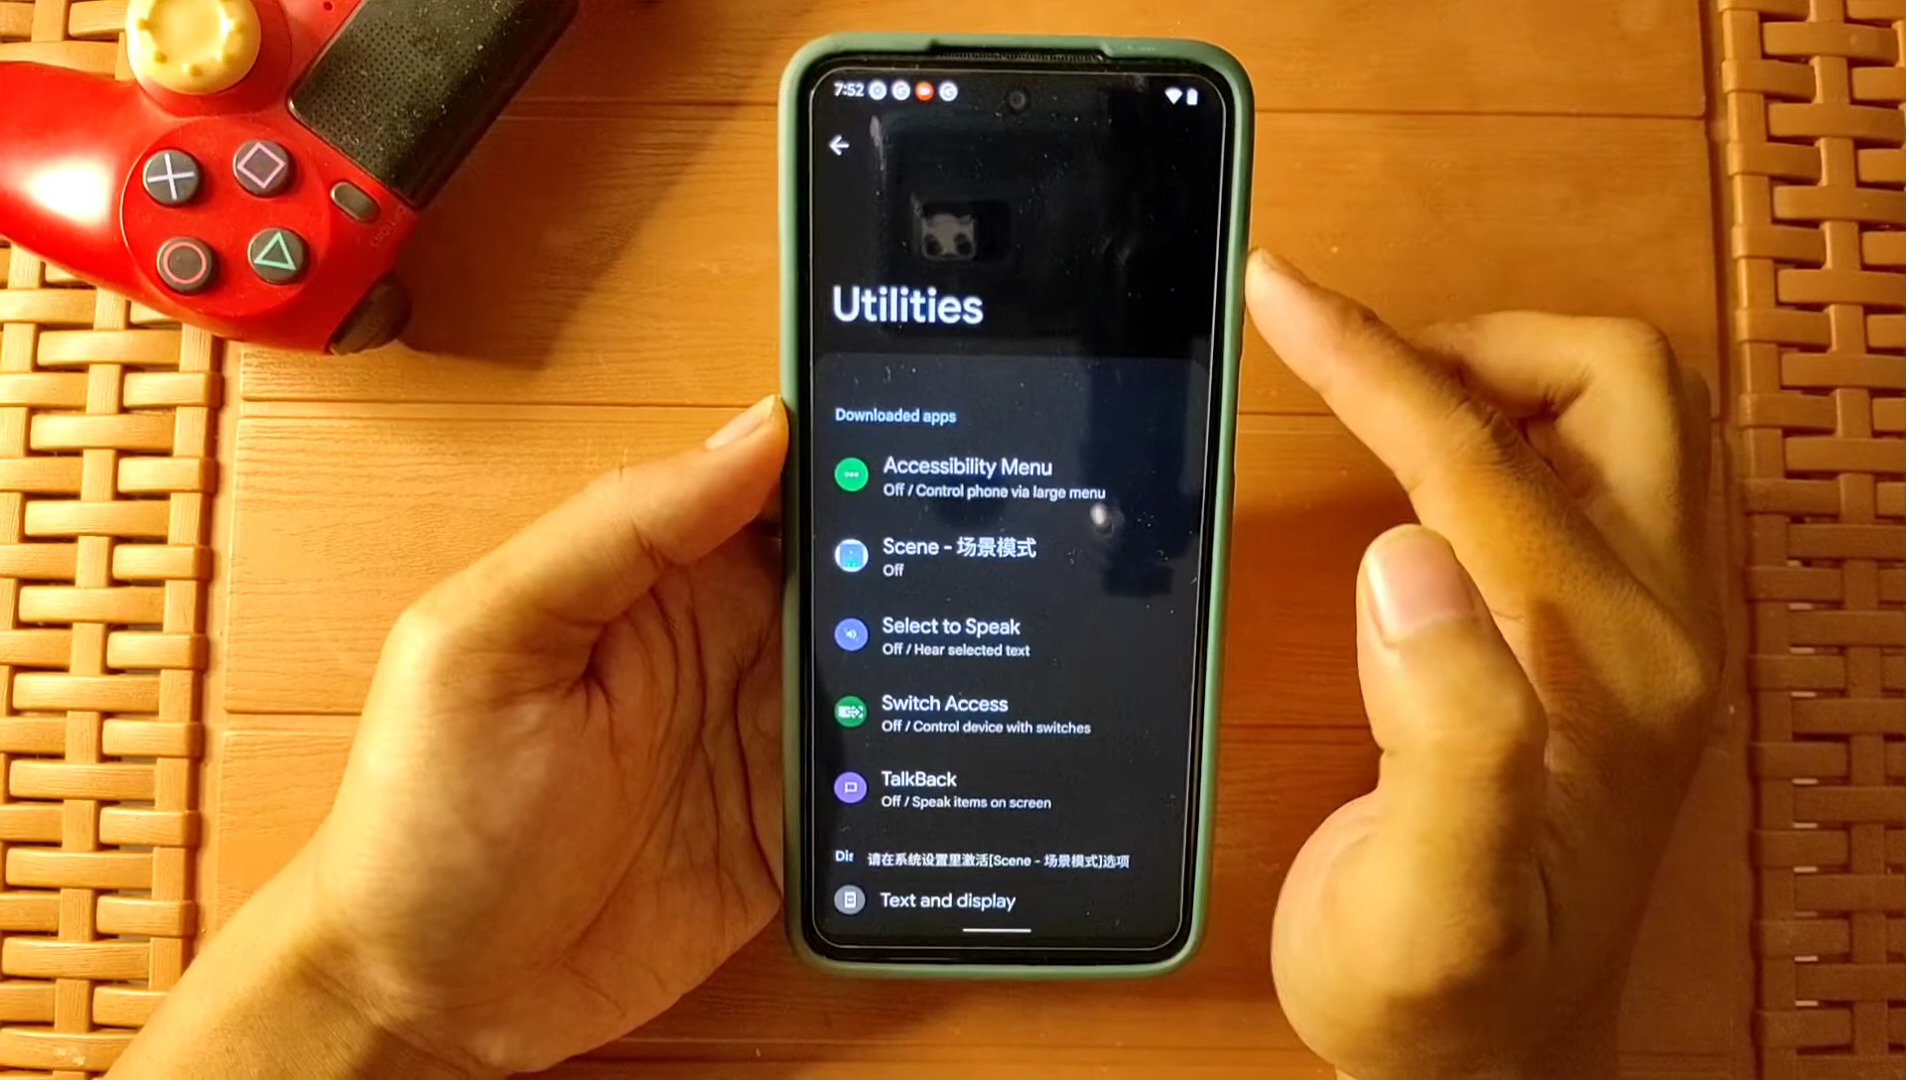 7:52
Utilities
Downloaded apps
Accessibility Menu
Off / Control phone via large menu
Scene - 场景模式
Off
Select to Speak
Off / Hear selected text
Switch Access
Off / Control device with switches
TalkBack
Off / Speak items on screen
请在系统设置里激活[Scene - 场景模式]选项
Text and display